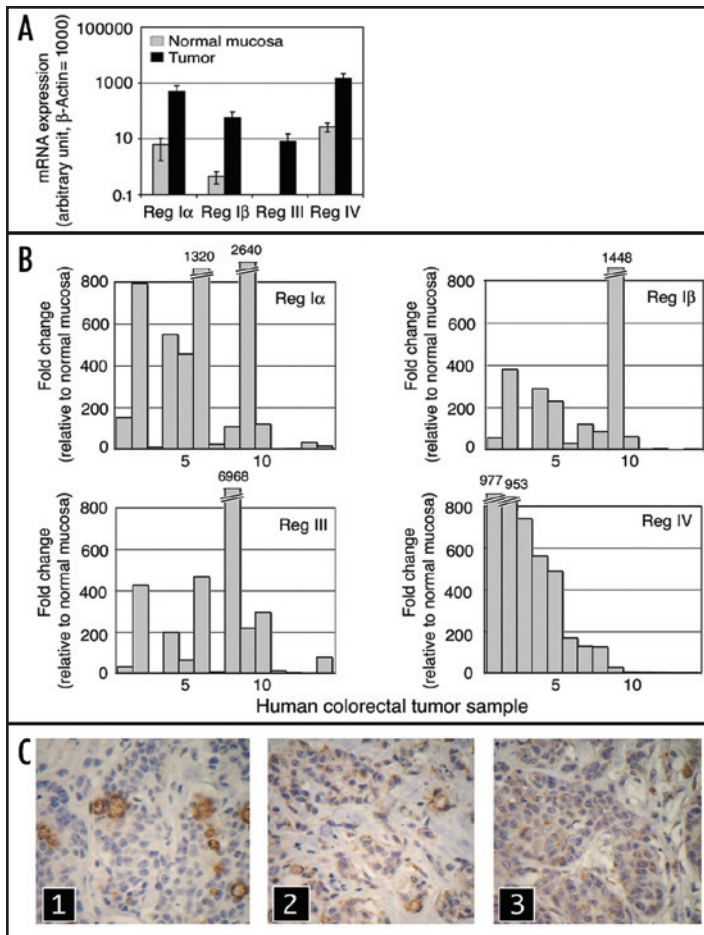 A
mRNA expression
(arbitrary unit, β-Actin= 1000)
100000
1000
10
0.1
Normal mucosa
Tumor
Reg Iα Reg Iβ Reg III Reg IV
B
Fold change
(relative to normal mucosa)
800
600
400
200
0
1320
2640
Reg Iα
5 10
Fold change
(relative to normal mucosa)
800
600
400
200
0
1448
Reg Iβ
5 10
Fold change
(relative to normal mucosa)
800
600
400
200
0
6968
Reg III
5 10
Fold change
(relative to normal mucosa)
800
600
400
200
0
977 953
Reg IV
5 10
Human colorectal tumor sample
C
1
2
3